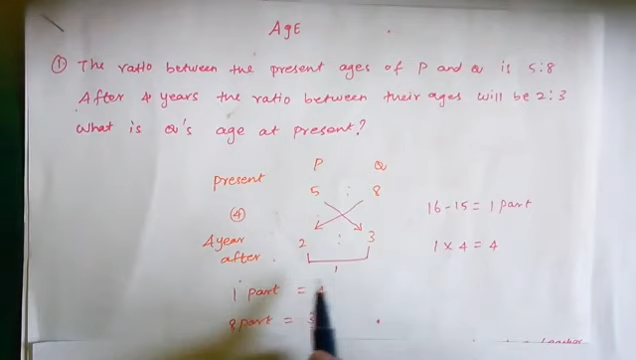 AgE
① The ratio between the present ages of P and Q is 5:8
After 4 years the ratio between their ages will be 2:3
What is Q's age at present?
P Q
present 5 : 8
④
16-15 = 1 part
4 year after. 2 : 3
1 x 4 = 4
1
1 part = 4
8 part = 3